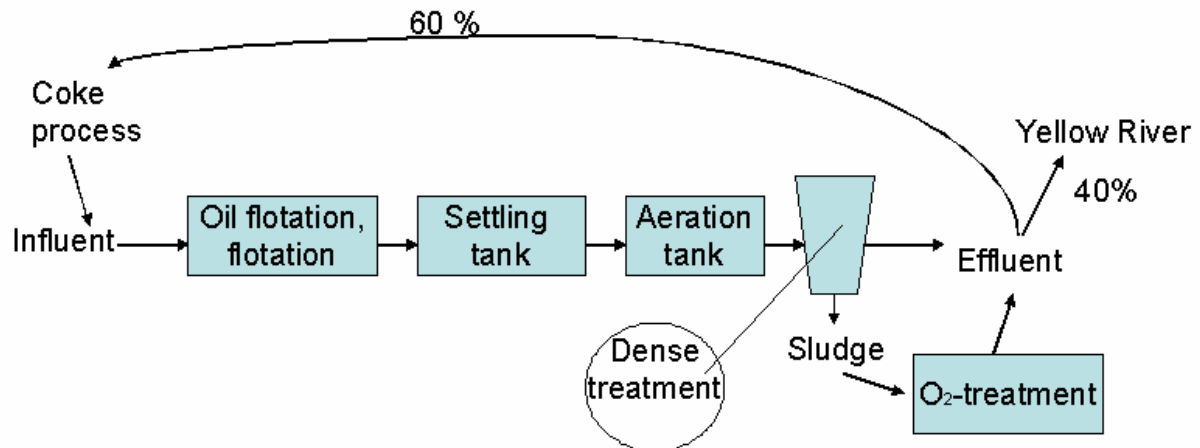 60 %
Coke
process
Yellow River
40%
Influent
Oil flotation,
flotation
Settling
tank
Aeration
tank
Effluent
Dense
treatment
Sludge
O₂-treatment